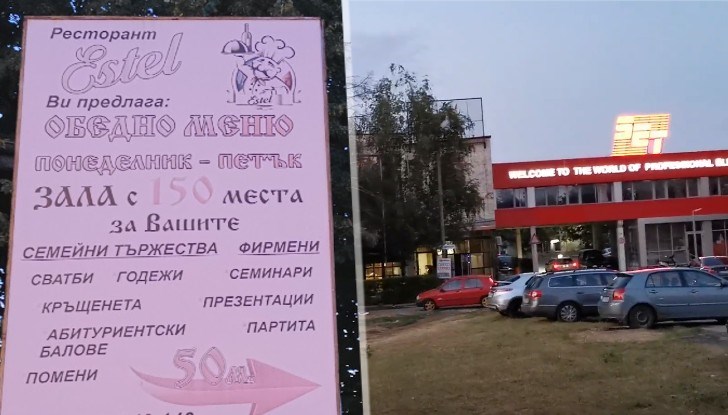 Ресторант
Estel
Estel
Ви предлага:
ОБЕДНО МЕНЮ
ПОНЕДЕЛНИК - ПЕТЪК
ЗАЛА с 150 места
за Вашите
СЕМЕЙНИ ТЪРЖЕСТВА ФИРМЕНИ
СВАТБИ ГОДЕЖИ СЕМИНАРИ
КРЪЩЕНЕТА ПРЕЗЕНТАЦИИ
АБИТУРИЕНТСКИ ПАРТИТА
БАЛОВЕ
ПОМЕНИ
50м.
WELCOME TO THE WORLD OF PROFESSIONAL